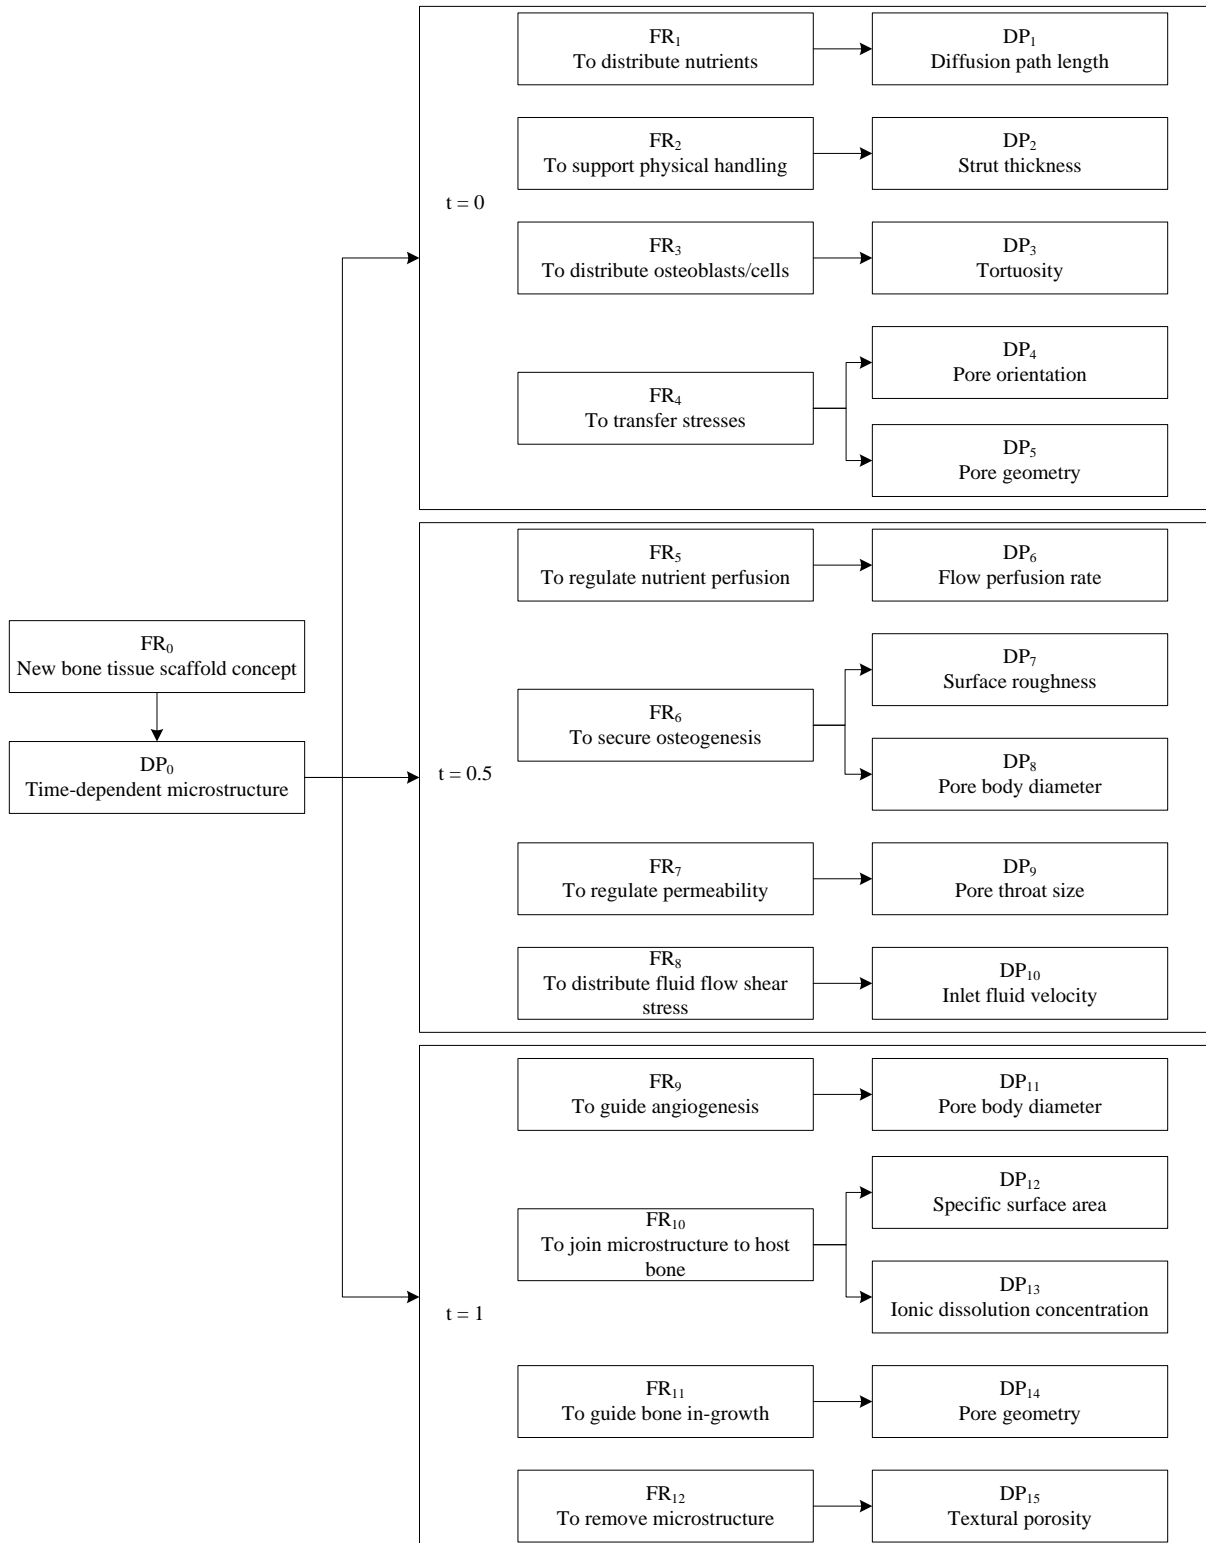 FR₁
To distribute nutrients
DP₁
Diffusion path length
FR₂
To support physical handling
DP₂
Strut thickness
t = 0
FR₃
To distribute osteoblasts/cells
DP₃
Tortuosity
FR₄
To transfer stresses
DP₄
Pore orientation
DP₅
Pore geometry
FR₀
New bone tissue scaffold concept
DP₀
Time-dependent microstructure
t = 0.5
FR₅
To regulate nutrient perfusion
DP₆
Flow perfusion rate
FR₆
To secure osteogenesis
DP₇
Surface roughness
DP₈
Pore body diameter
FR₇
To regulate permeability
DP₉
Pore throat size
FR₈
To distribute fluid flow shear
stress
DP₁₀
Inlet fluid velocity
t = 1
FR₉
To guide angiogenesis
DP₁₁
Pore body diameter
FR₁₀
To join microstructure to host
bone
DP₁₂
Specific surface area
DP₁₃
Ionic dissolution concentration
FR₁₁
To guide bone in-growth
DP₁₄
Pore geometry
FR₁₂
To remove microstructure
DP₁₅
Textural porosity